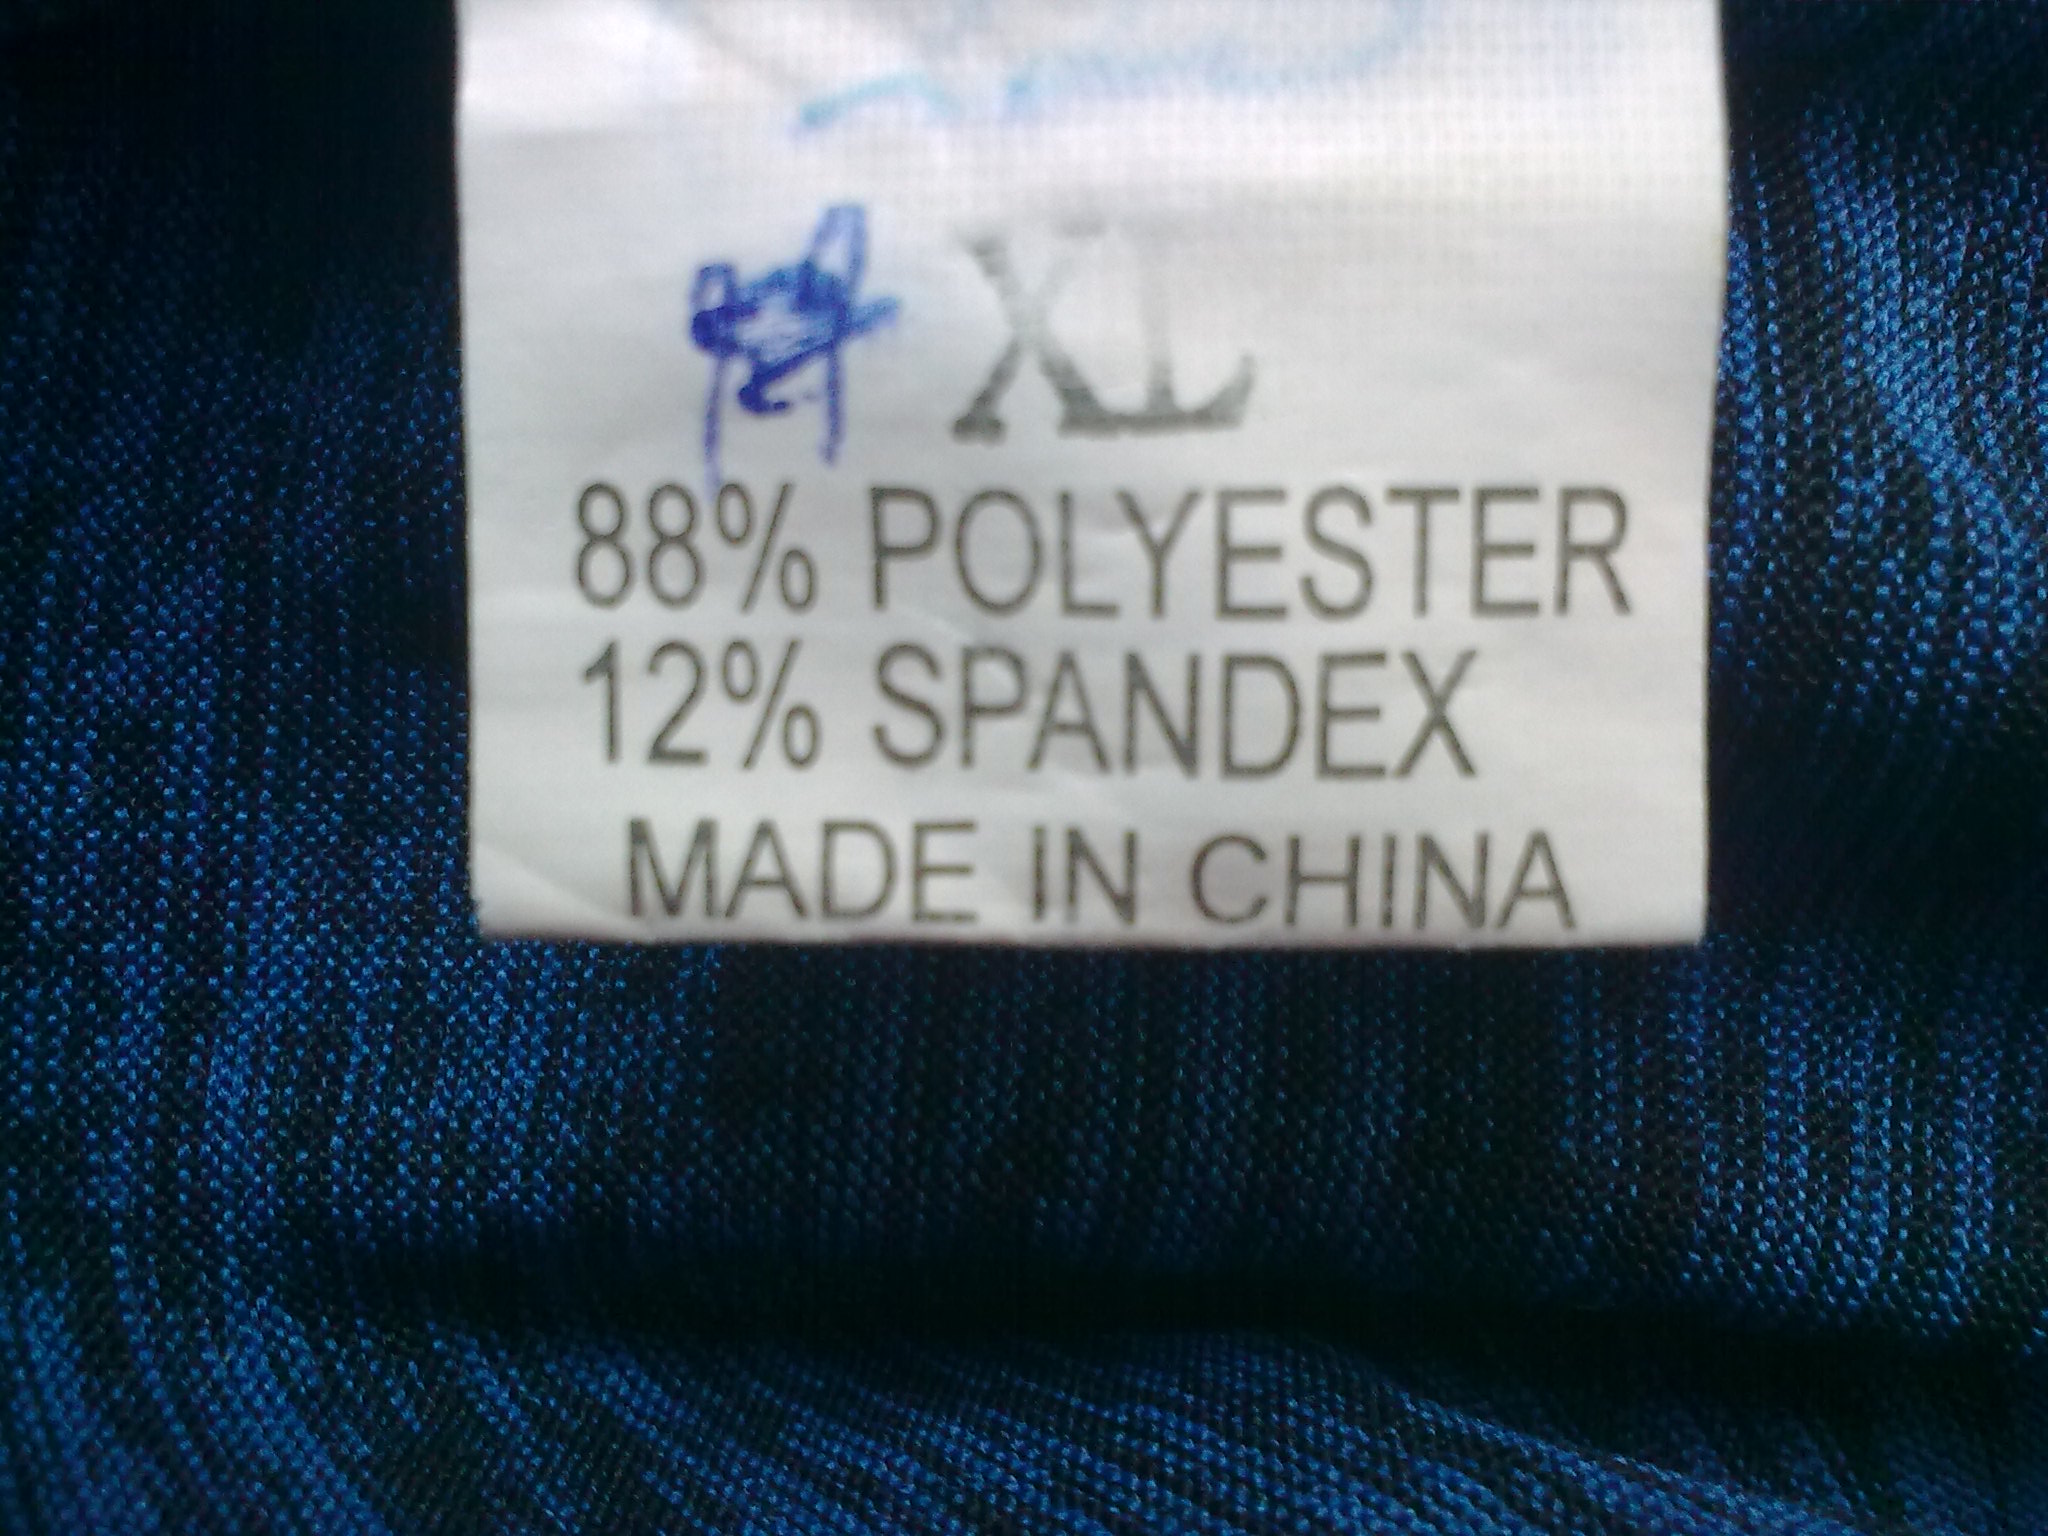 XL
88% POLYESTER
12% SPANDEX
MADE IN CHINA